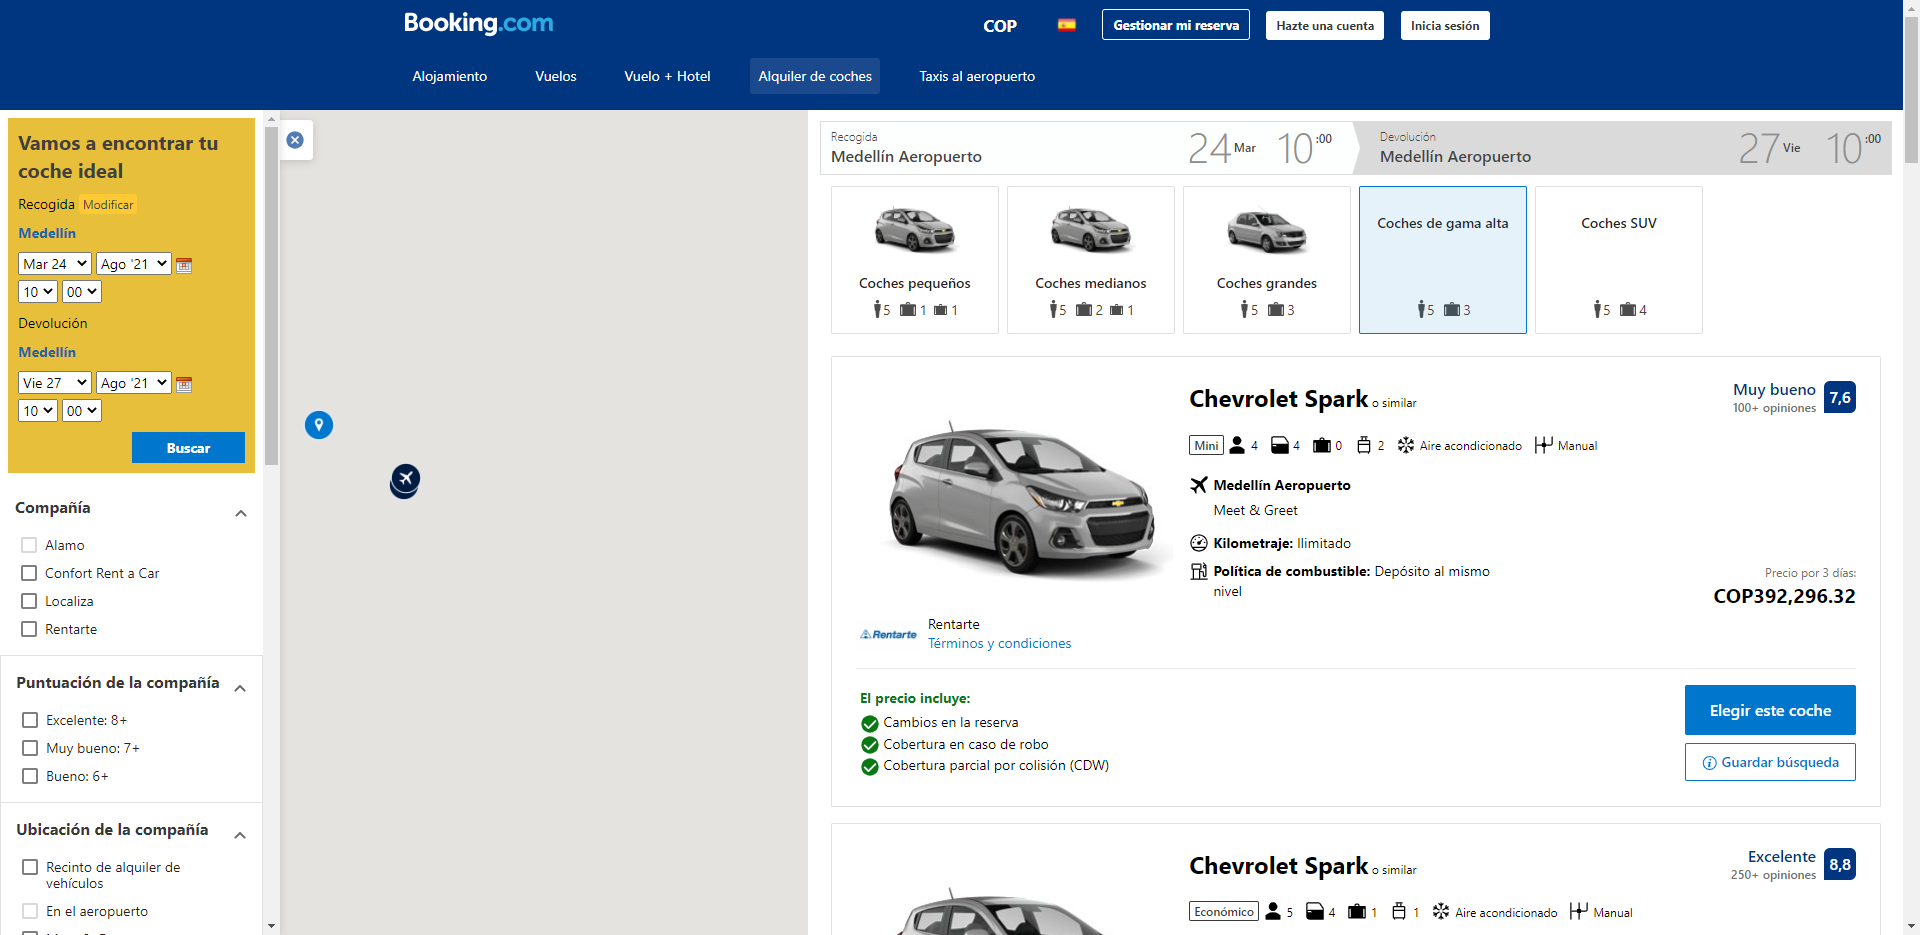 Booking.com
COP
Gestionar mi reserva
Hazte una cuenta
Inicia sesión
Alojamiento
Vuelos
Vuelo + Hotel
Alquiler de coches
Taxis al aeropuerto
Vamos a encontrar tu
coche ideal
Recogida Modificar
Medellín
Mar 24 Ago '21
10 00
Devolución
Medellín
Vie 27 Ago '21
10 00
Buscar
Compañía
Alamo
Confort Rent a Car
Localiza
Rentarte
Puntuación de la compañía
Excelente: 8+
Muy bueno: 7+
Bueno: 6+
Ubicación de la compañía
Recinto de alquiler de
vehículos
En el aeropuerto
Recogida
Medellín Aeropuerto
24 Mar 10:00
Devolución
Medellín Aeropuerto
27 Vie 10:00
Coches pequeños
5 1 1
Coches medianos
5 2 1
Coches grandes
5 3
Coches de gama alta
5 3
Coches SUV
5 4
Chevrolet Spark o similar
Muy bueno 7,6
100+ opiniones
Mini 4 4 0 2 Aire acondicionado Manual
Medellín Aeropuerto
Meet & Greet
Kilometraje: Ilimitado
Política de combustible: Depósito al mismo
nivel
Precio por 3 días:
COP392,296.32
Rentarte
Rentarte
Términos y condiciones
El precio incluye:
Cambios en la reserva
Cobertura en caso de robo
Cobertura parcial por colisión (CDW)
Elegir este coche
Guardar búsqueda
Chevrolet Spark o similar
Excelente 8,8
250+ opiniones
Económico 5 4 1 1 Aire acondicionado Manual